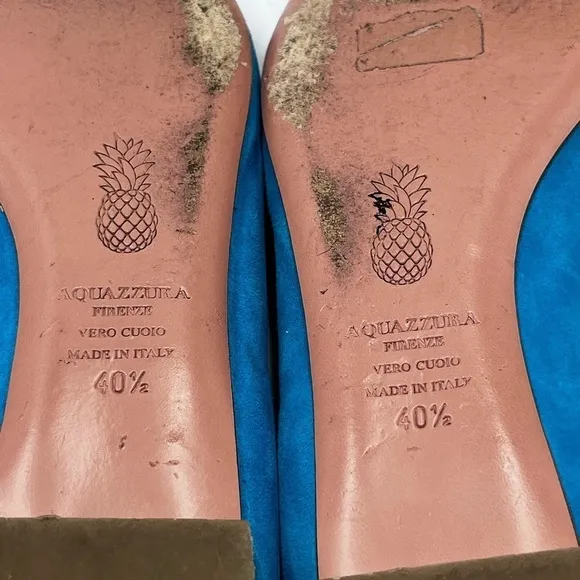 AQUAZZURA
FIRENZE
VERO CUOIO
MADE IN ITALY
40½
AQUAZZURA
FIRENZE
VERO CUOIO
MADE IN ITALY
40½